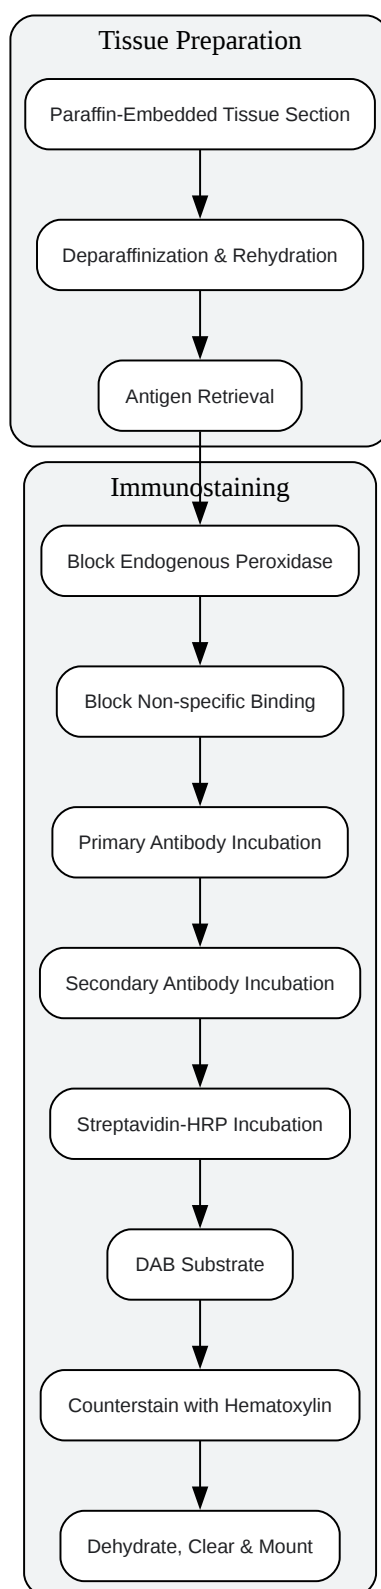 Tissue Preparation
Paraffin-Embedded Tissue Section
Deparaffinization & Rehydration
Antigen Retrieval
Immunostaining
Block Endogenous Peroxidase
Block Non-specific Binding
Primary Antibody Incubation
Secondary Antibody Incubation
Streptavidin-HRP Incubation
DAB Substrate
Counterstain with Hematoxylin
Dehydrate, Clear & Mount